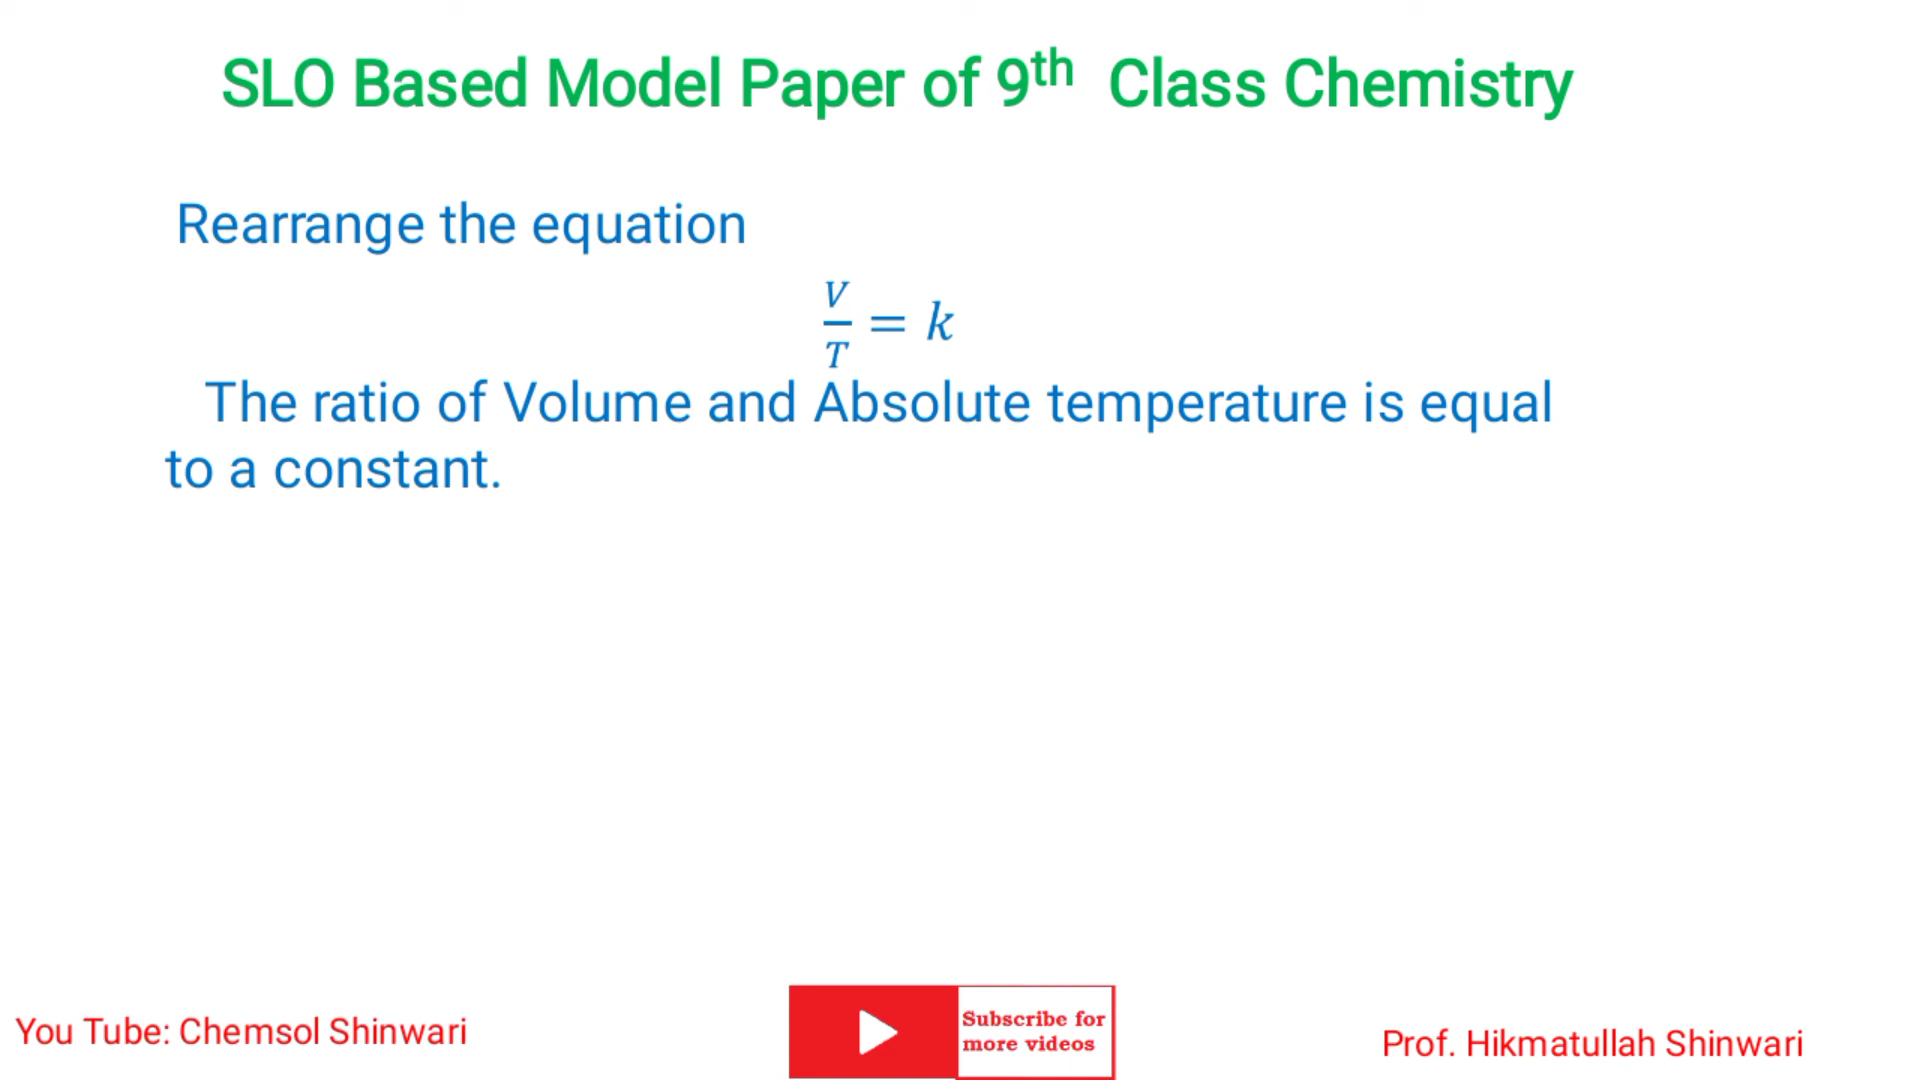 SLO Based Model Paper of 9th Class Chemistry
Rearrange the equation
V/T = k
The ratio of Volume and Absolute temperature is equal
to a constant.
You Tube: Chemsol Shinwari
Subscribe for
more videos
Prof. Hikmatullah Shinwari